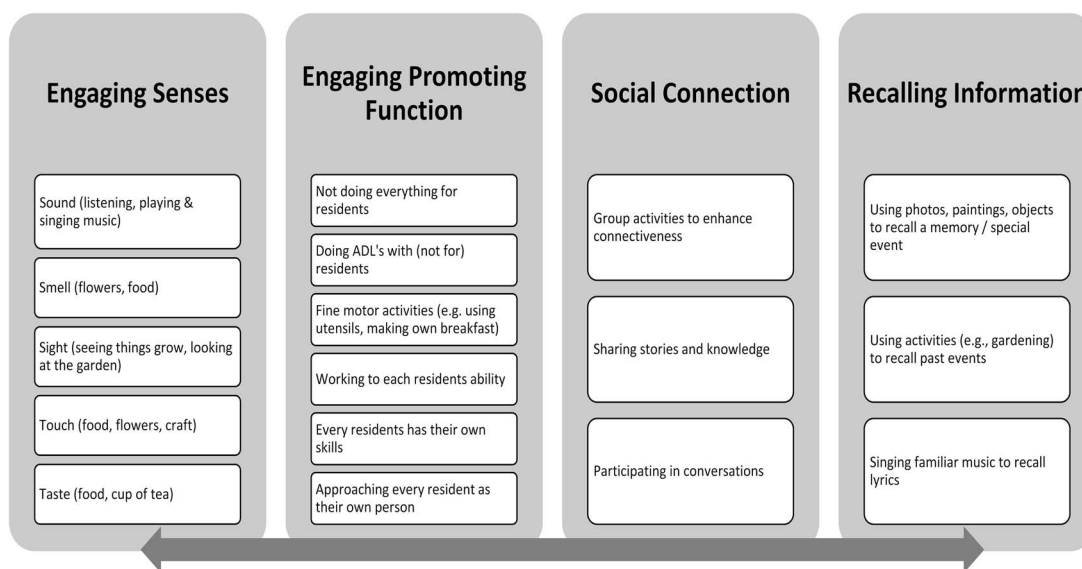 Engaging Senses
Sound (listening, playing &
singing music)
Smell (flowers, food)
Sight (seeing things grow, looking
at the garden)
Touch (food, flowers, craft)
Taste (food, cup of tea)
Engaging Promoting
Function
Not doing everything for
residents
Doing ADL's with (not for)
residents
Fine motor activities (e.g. using
utensils, making own breakfast)
Working to each residents ability
Every residents has their own
skills
Approaching every resident as
their own person
Social Connection
Group activities to enhance
connectiveness
Sharing stories and knowledge
Participating in conversations
Recalling Information
Using photos, paintings, objects
to recall a memory / special
event
Using activities (e.g., gardening)
to recall past events
Singing familiar music to recall
lyrics